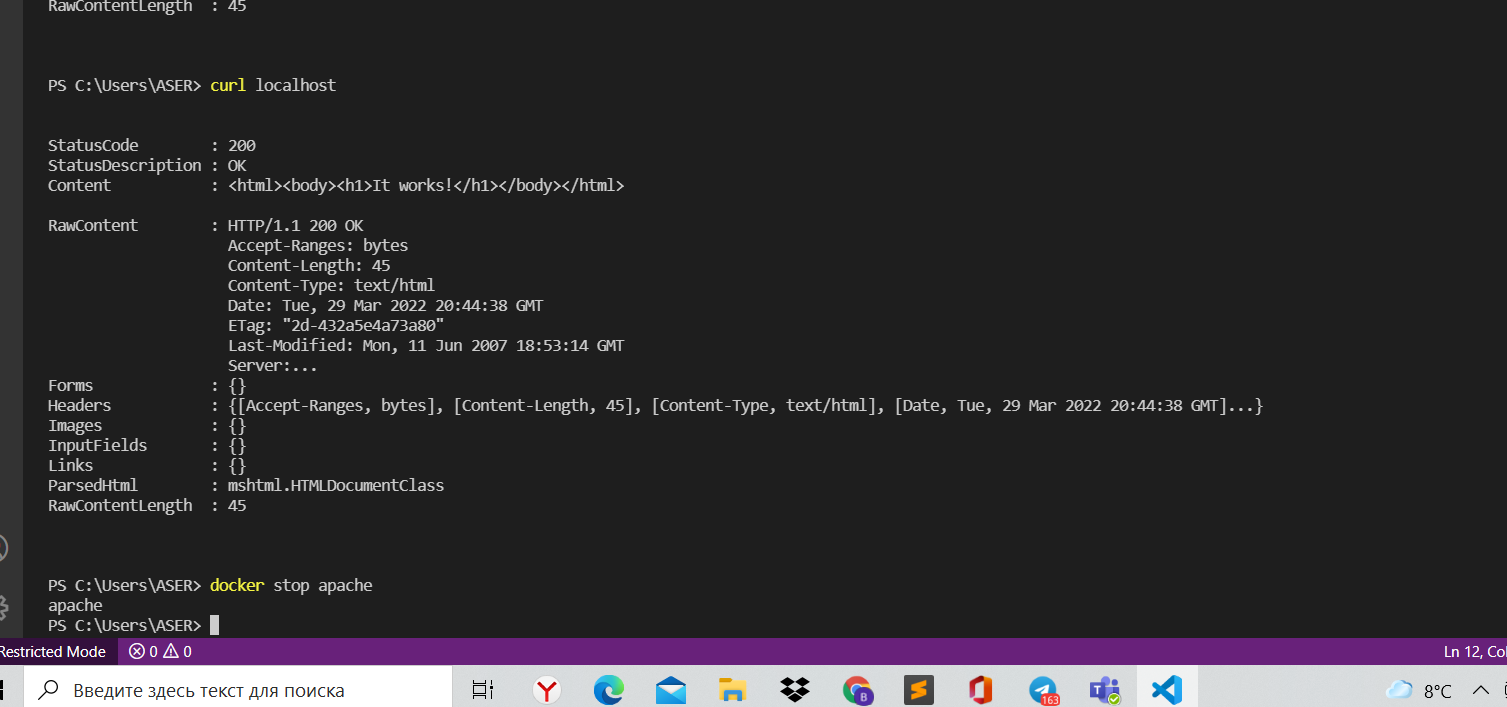 RawContentLength  : 45
PS C:\Users\ASER> curl localhost
StatusCode        : 200
StatusDescription : OK
Content           : <html><body><h1>It works!</h1></body></html>
RawContent        : HTTP/1.1 200 OK
Accept-Ranges: bytes
Content-Length: 45
Content-Type: text/html
Date: Tue, 29 Mar 2022 20:44:38 GMT
ETag: "2d-432a5e4a73a80"
Last-Modified: Mon, 11 Jun 2007 18:53:14 GMT
Server:...
Forms             : {}
Headers           : {[Accept-Ranges, bytes], [Content-Length, 45], [Content-Type, text/html], [Date, Tue, 29 Mar 2022 20:44:38 GMT]...}
Images            : {}
InputFields       : {}
Links             : {}
ParsedHtml        : mshtml.HTMLDocumentClass
RawContentLength  : 45
PS C:\Users\ASER> docker stop apache
apache
PS C:\Users\ASER>
Restricted Mode 0 0 Ln 12, Co
Введите здесь текст для поиска 163 8°C